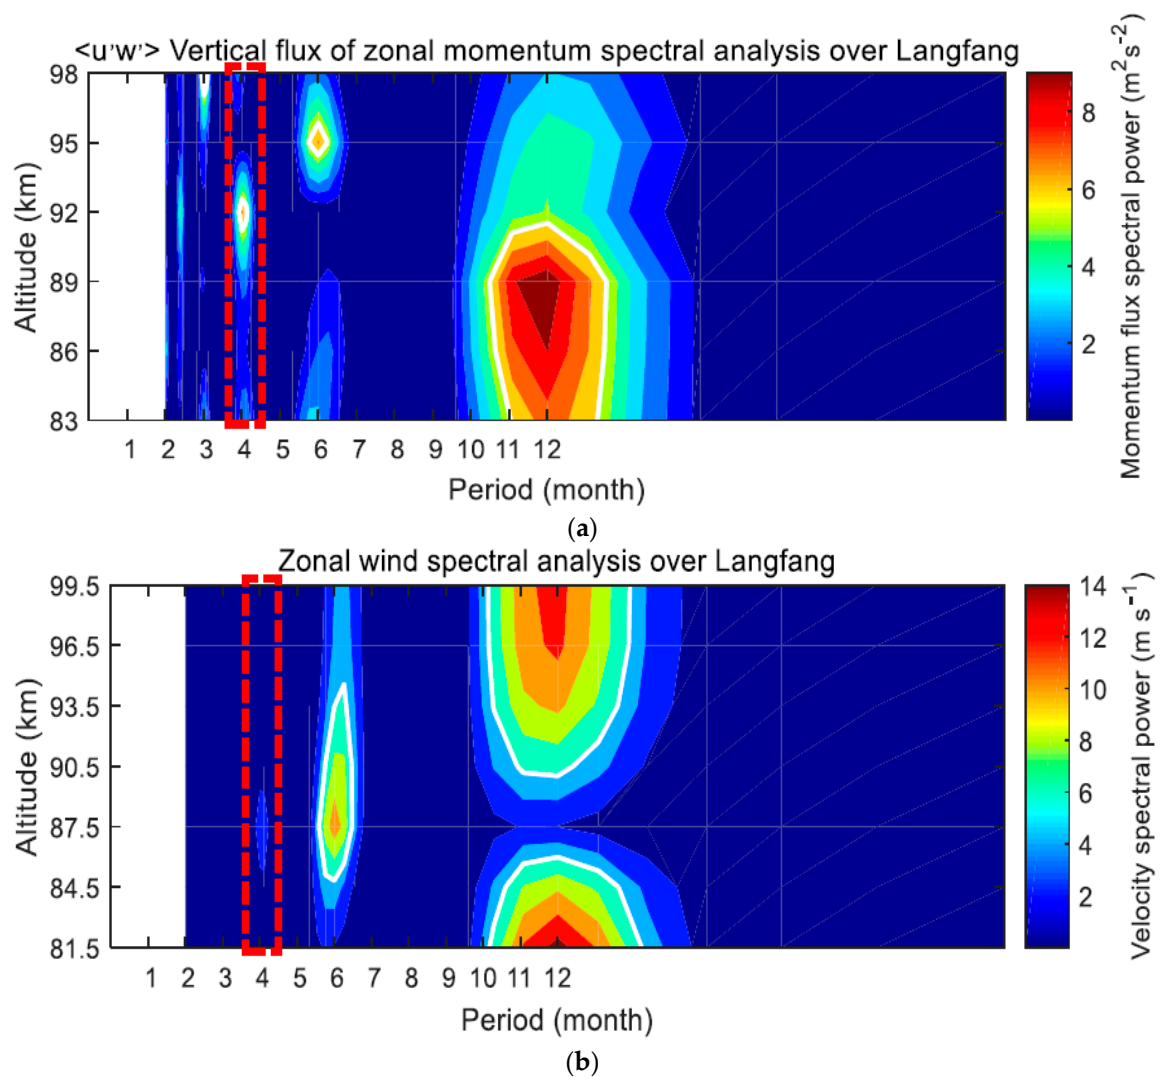 <u'w'> Vertical flux of zonal momentum spectral analysis over Langfang
98
95
92
89
86
83
Altitude (km)
1 2 3 4 5 6 7 8 9 10 11 12
Period (month)
8
6
4
2
Momentum flux spectral power (m² s⁻²)
(a)
Zonal wind spectral analysis over Langfang
99.5
96.5
93.5
90.5
87.5
84.5
81.5
Altitude (km)
1 2 3 4 5 6 7 8 9 10 11 12
Period (month)
14
12
10
8
6
4
2
Velocity spectral power (m s⁻¹)
(b)